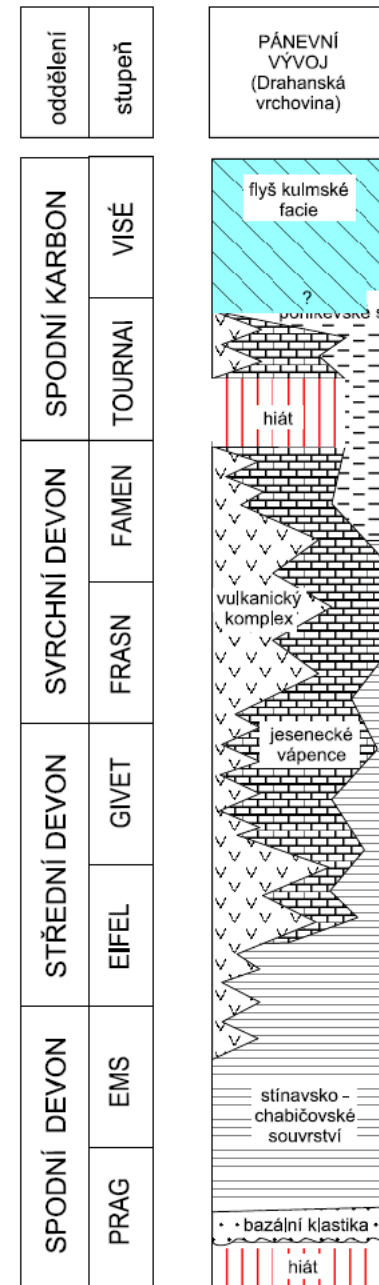 oddělení
stupeň
PÁNEVNÍ
VÝVOJ
(Drahanská
vrchovina)
SPODNÍ KARBON
VISÉ
TOURNAI
SVRCHNÍ DEVON
FAMEN
FRASN
STŘEDNÍ DEVON
GIVET
EIFEL
SPODNÍ DEVON
EMS
PRAG
flyš kulmské
facie
?
hiát
vulkanický
komplex
jesenecké
vápence
stínavsko -
chabičovské
souvrství
bazální klastika
hiát